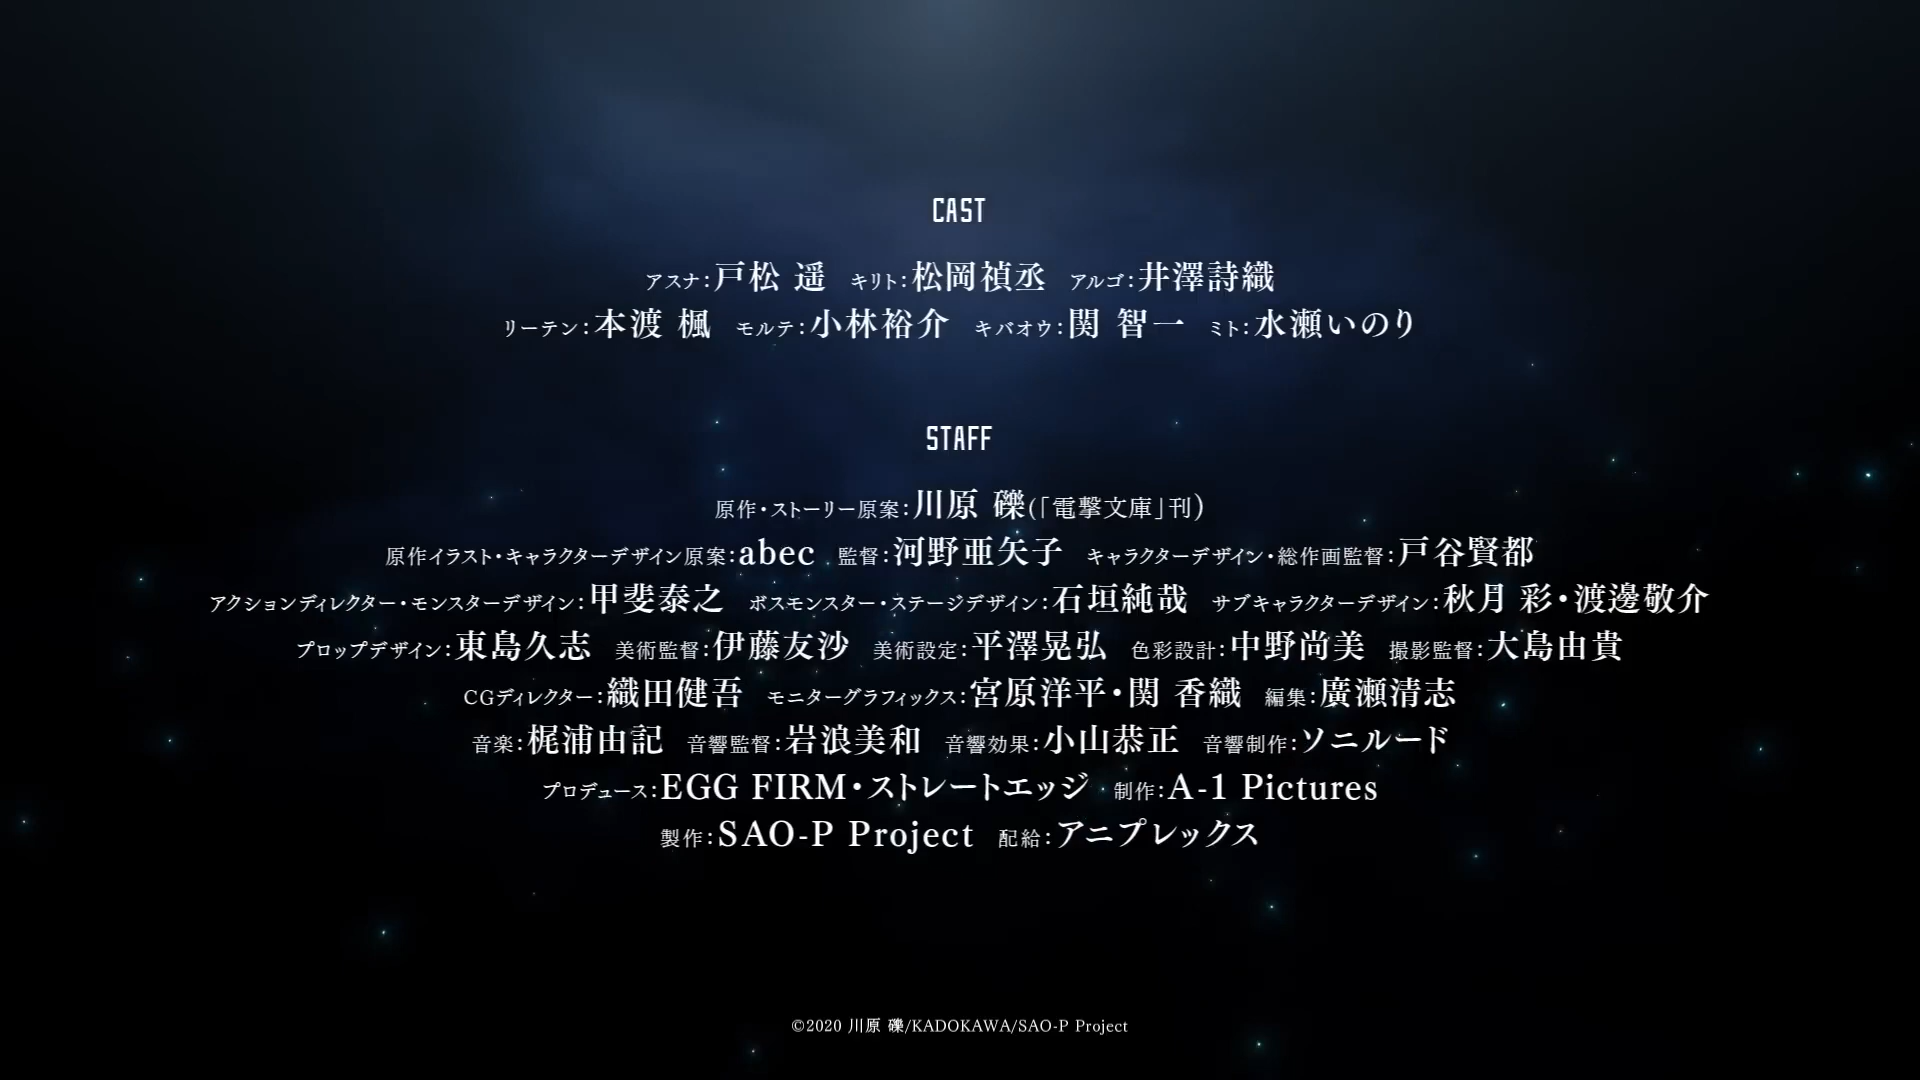 CAST
アスナ：戸松 遥 キリト：松岡禎丞 アルゴ：井澤詩織
リーテン：本渡 楓 モルテ：小林裕介 キバオウ：関 智一 ミト：水瀬いのり
STAFF
原作・ストーリー原案：川原 礫(「電撃文庫」刊)
原作イラスト・キャラクターデザイン原案：abec 監督：河野亜矢子 キャラクターデザイン・総作画監督：戸谷賢都
アクションディレクター・モンスターデザイン：甲斐泰之 ボスモンスター・ステージデザイン：石垣純哉 サブキャラクターデザイン：秋月 彩・渡邊敬介
プロップデザイン：東島久志 美術監督：伊藤友沙 美術設定：平澤晃弘 色彩設計：中野尚美 撮影監督：大島由貴
CGディレクター：織田健吾 モニターグラフィックス：宮原洋平・関 香織 編集：廣瀬清志
音楽：梶浦由記 音響監督：岩浪美和 音響効果：小山恭正 音響制作：ソニルード
プロデュース：EGG FIRM・ストレートエッジ 制作：A-1 Pictures
製作：SAO-P Project 配給：アニプレックス
©2020 川原 礫/KADOKAWA/SAO-P Project